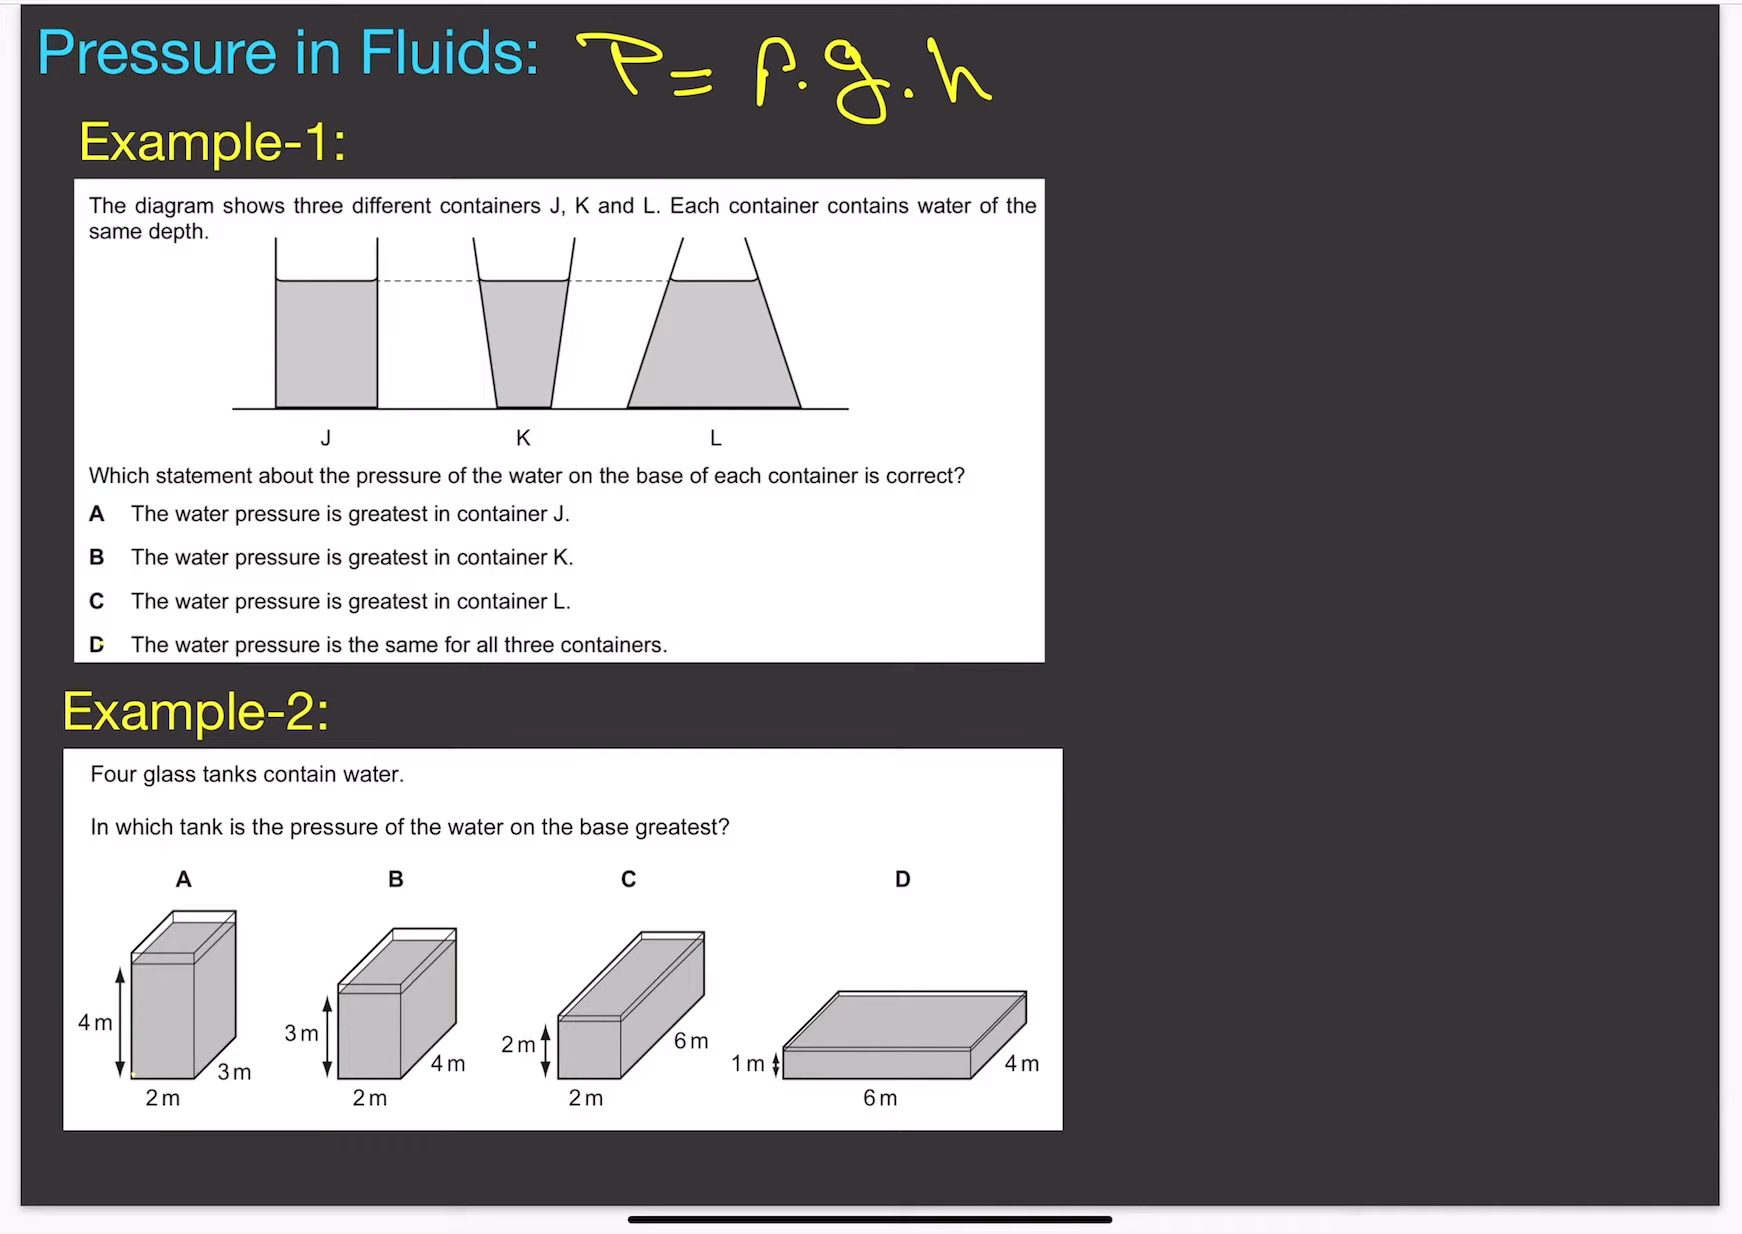 Pressure in Fluids: P = ρ.g.h
Example-1:
The diagram shows three different containers J, K and L. Each container contains water of the
same depth.
J K L
Which statement about the pressure of the water on the base of each container is correct?
A The water pressure is greatest in container J.
B The water pressure is greatest in container K.
C The water pressure is greatest in container L.
D The water pressure is the same for all three containers.
Example-2:
Four glass tanks contain water.
In which tank is the pressure of the water on the base greatest?
A B C D
4 m 3 m 2 m 3 m 4 m 2 m 2 m 6 m 2 m 1 m 4 m 6 m